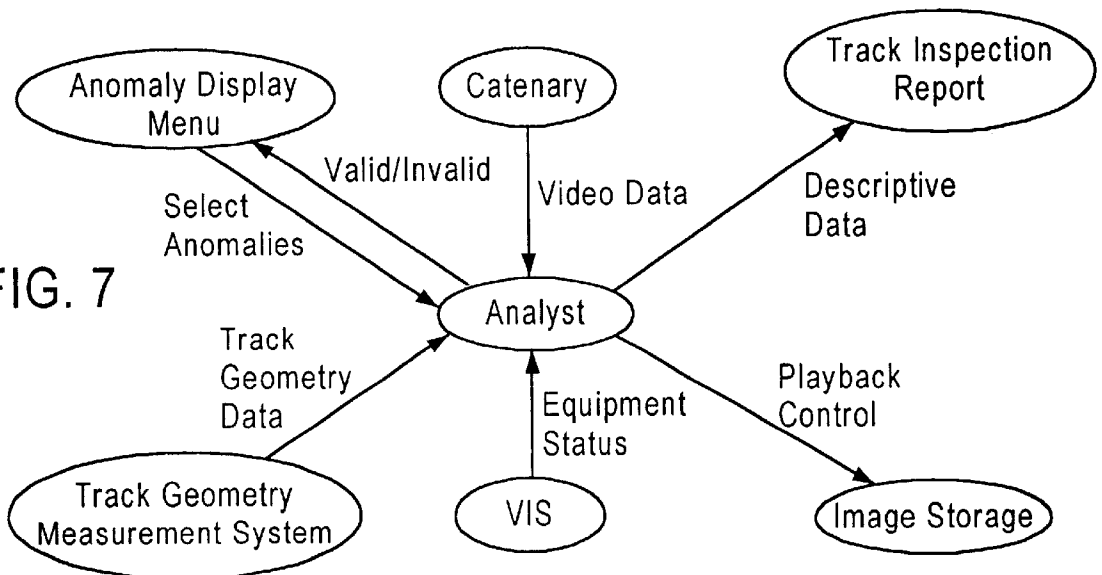 Anomaly Display
Menu
Catenary
Track Inspection
Report
Valid/Invalid
Video Data
Descriptive
Data
Select
Anomalies
FIG. 7
Analyst
Track
Geometry
Data
Equipment
Status
Playback
Control
Track Geometry
Measurement System
VIS
Image Storage